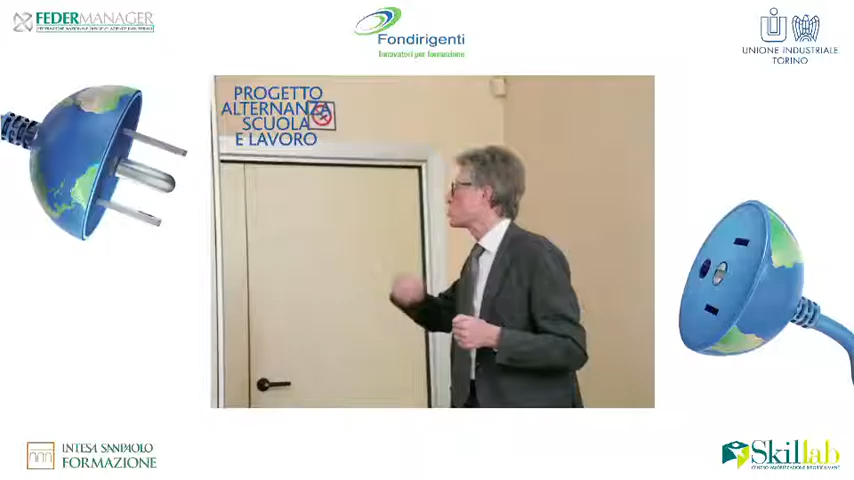 FEDERMANAGER
Fondirigenti
Innovatori per formazione
UNIONE INDUSTRIALE
TORINO
PROGETTO
ALTERNANZA
SCUOLA
E LAVORO
INTESA SANPAOLO
FORMAZIONE
Skillab